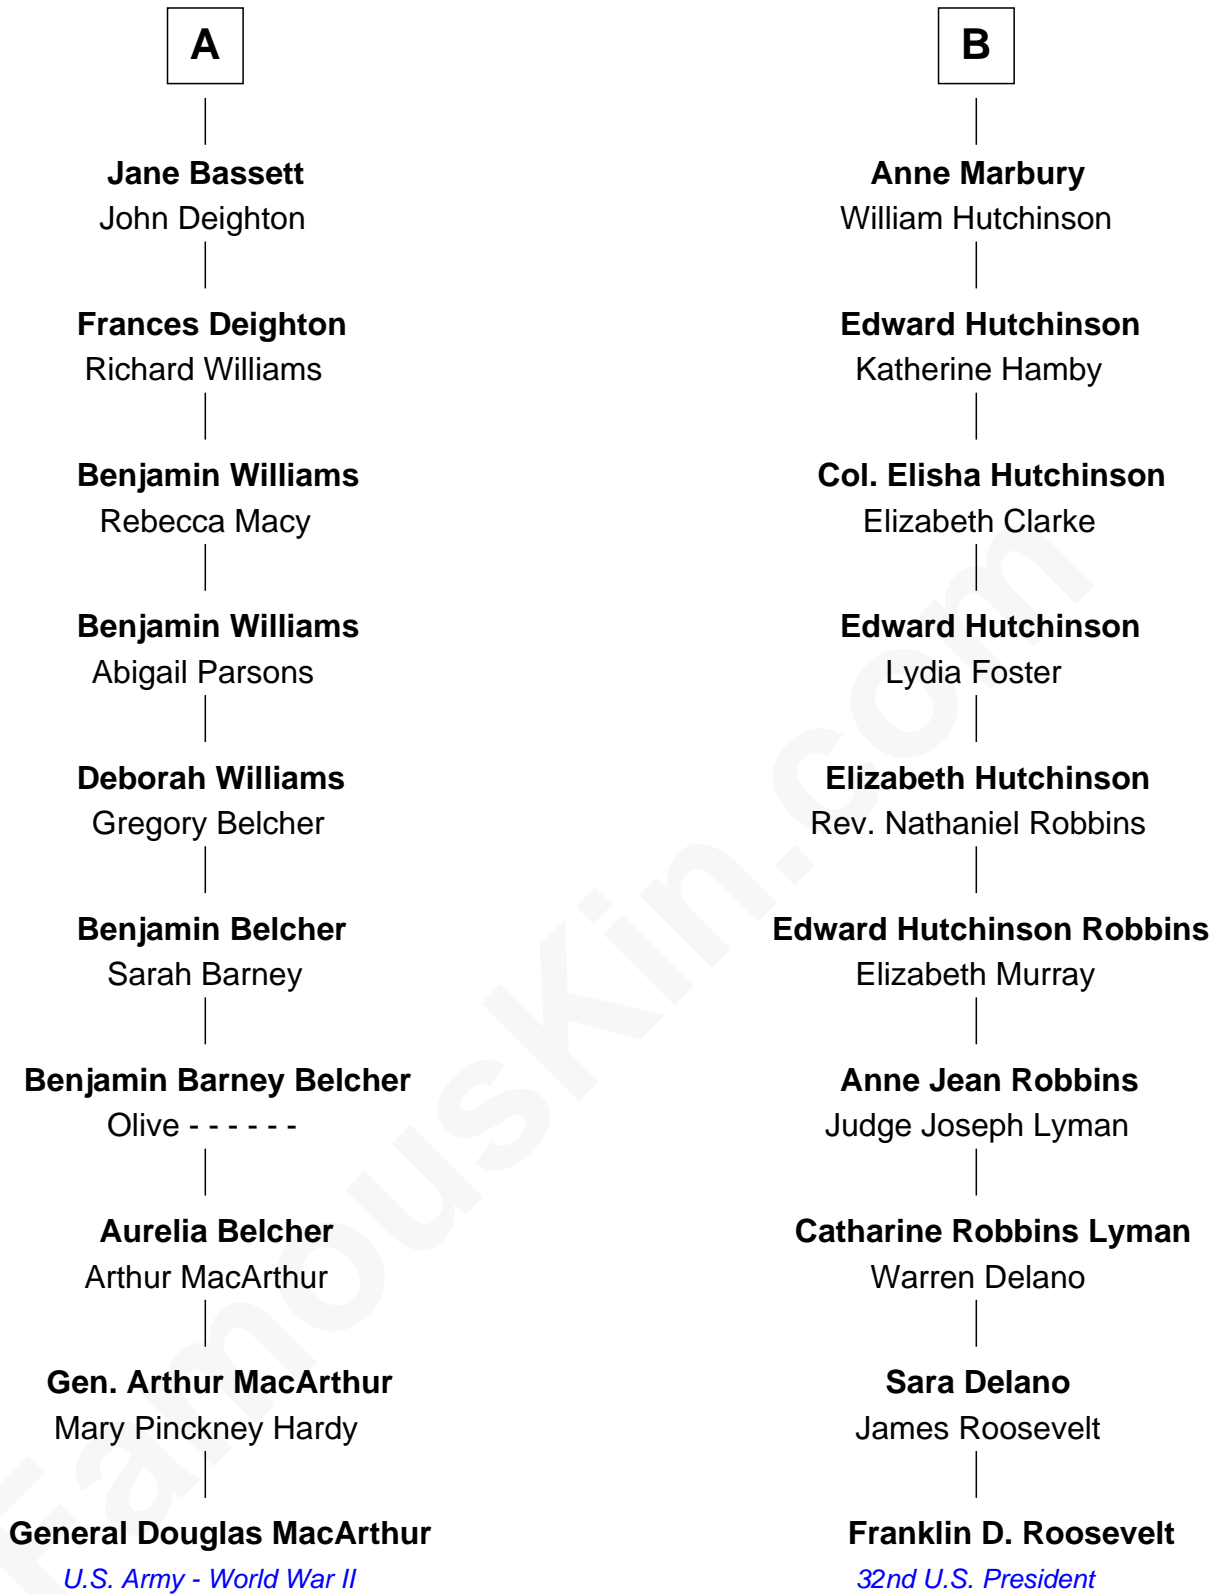 A
Jane Bassett
John Deighton
Frances Deighton
Richard Williams
Benjamin Williams
Rebecca Macy
Benjamin Williams
Abigail Parsons
Deborah Williams
Gregory Belcher
Benjamin Belcher
Sarah Barney
Benjamin Barney Belcher
Olive - - - - - -
Aurelia Belcher
Arthur MacArthur
Gen. Arthur MacArthur
Mary Pinckney Hardy
General Douglas MacArthur
U.S. Army - World War II
B
Anne Marbury
William Hutchinson
Edward Hutchinson
Katherine Hamby
Col. Elisha Hutchinson
Elizabeth Clarke
Edward Hutchinson
Lydia Foster
Elizabeth Hutchinson
Rev. Nathaniel Robbins
Edward Hutchinson Robbins
Elizabeth Murray
Anne Jean Robbins
Judge Joseph Lyman
Catharine Robbins Lyman
Warren Delano
Sara Delano
James Roosevelt
Franklin D. Roosevelt
32nd U.S. President
FamousKin.com